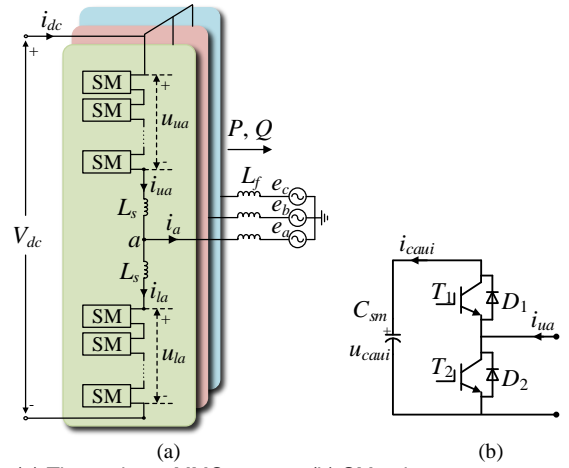 i_dc
+
SM
SM
SM
+
u_ua
-
P, Q
i_ua
L_s
L_f
e_c
e_b
e_a
i_a
a
V_dc
L_s
i_la
SM
SM
SM
+
u_la
-
-
i_caui
T_1
D_1
C_sm
+
u_caui
i_ua
T_2
D_2
(a)
(b)